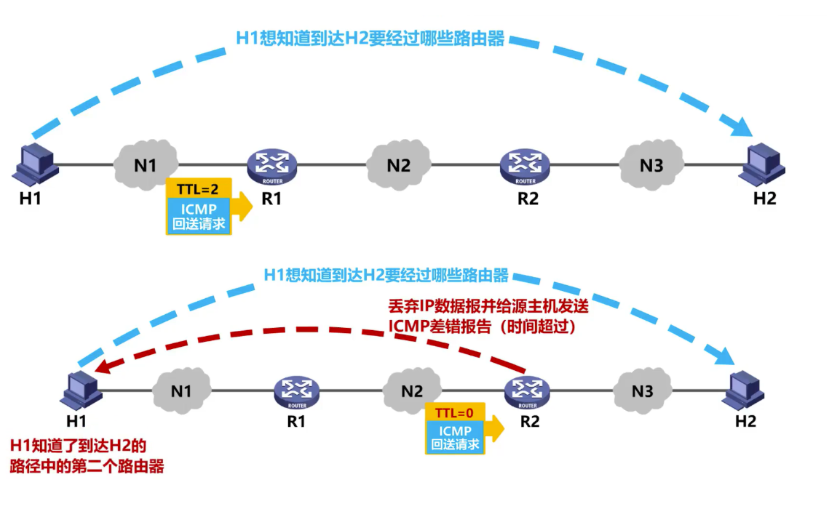 H1想知道到达H2要经过哪些路由器
N1
N2
N3
ROUTER
ROUTER
H1
R1
R2
H2
TTL=2
ICMP
回送请求
H1想知道到达H2要经过哪些路由器
丢弃IP数据报并给源主机发送
ICMP差错报告（时间超过）
N1
N2
N3
ROUTER
ROUTER
H1
R1
R2
H2
TTL=0
ICMP
回送请求
H1知道了到达H2的
路径中的第二个路由器